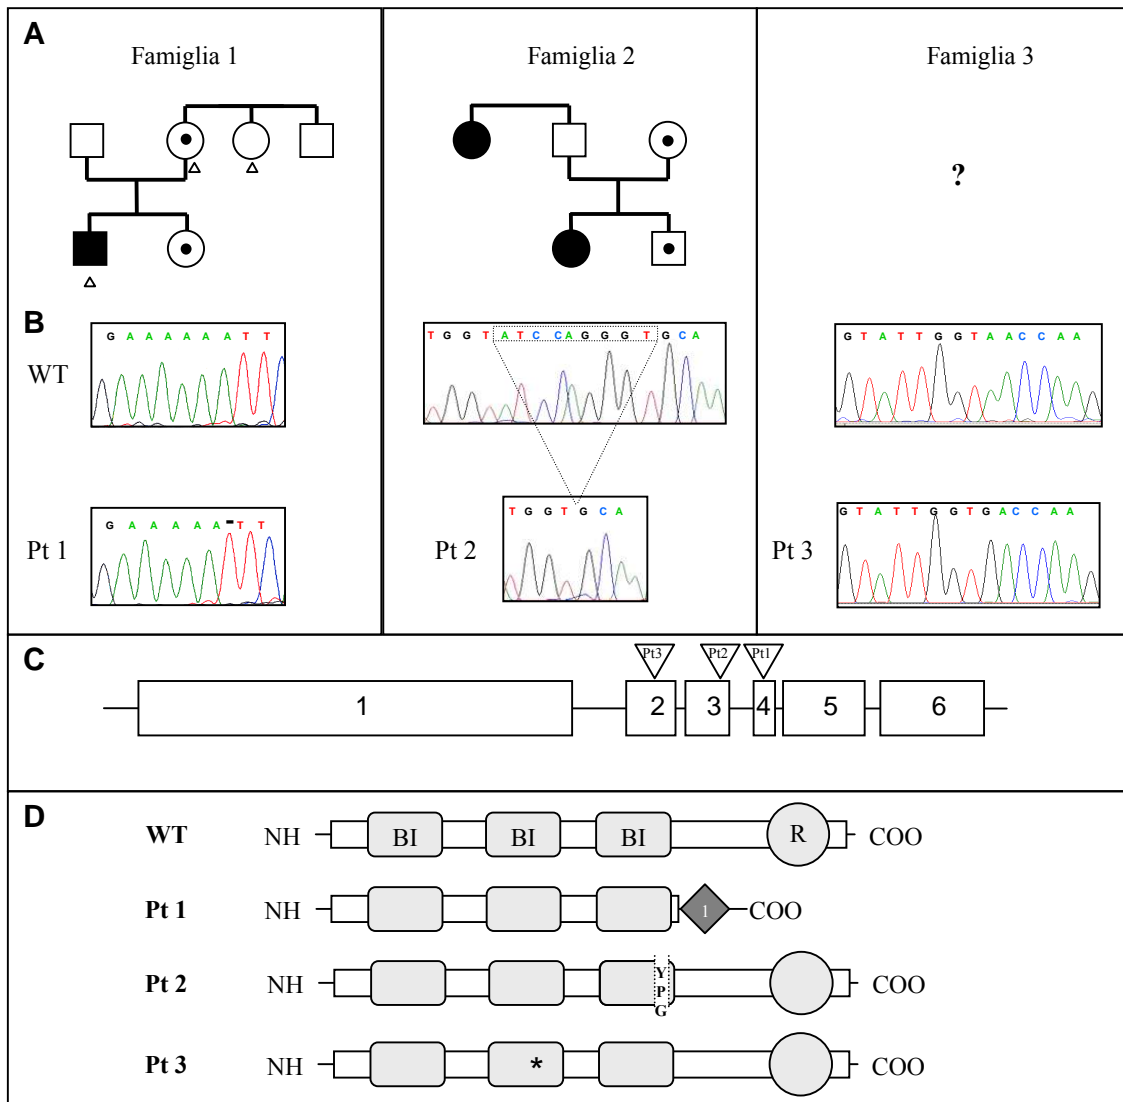 A
Famiglia 1
Famiglia 2
Famiglia 3
?
B
WT
G A A A A A A T T
T G G T A T C C A G G G T G C A
G T A T T G G T A A C C A A
Pt 1
G A A A A A - T T
Pt 2
T G G T G C A
Pt 3
G T A T T G G T G A C C A A
C
Pt3
Pt2
Pt1
1
2
3
4
5
6
D
WT
NH
BI
BI
BI
R
COO
Pt 1
NH
1
COO
Pt 2
NH
Y
P
G
COO
Pt 3
NH
*
COO